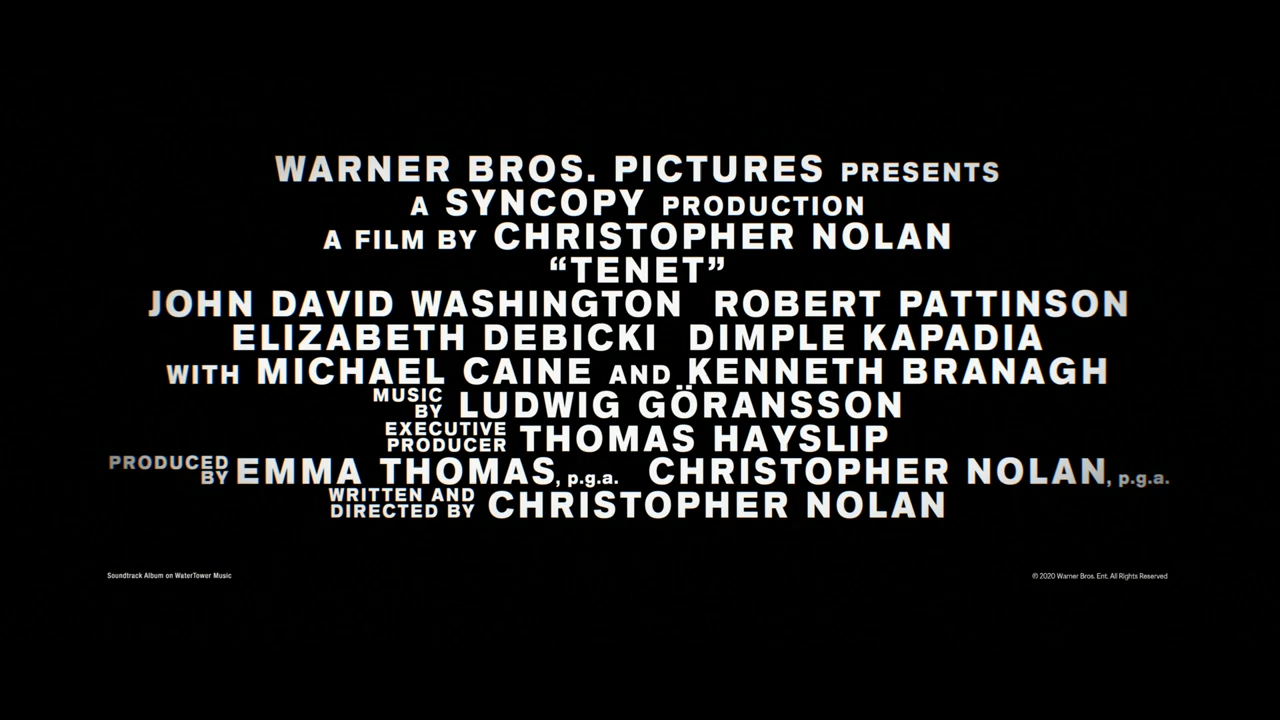 WARNER BROS. PICTURES PRESENTS
A SYNCOPY PRODUCTION
A FILM BY CHRISTOPHER NOLAN
“TENET”
JOHN DAVID WASHINGTON ROBERT PATTINSON
ELIZABETH DEBICKI DIMPLE KAPADIA
WITH MICHAEL CAINE AND KENNETH BRANAGH
MUSIC BY LUDWIG GÖRANSSON
EXECUTIVE PRODUCER THOMAS HAYSLIP
PRODUCED BY EMMA THOMAS, p.g.a. CHRISTOPHER NOLAN, p.g.a.
WRITTEN AND DIRECTED BY CHRISTOPHER NOLAN
Soundtrack Album on WaterTower Music
© 2020 Warner Bros. Ent. All Rights Reserved